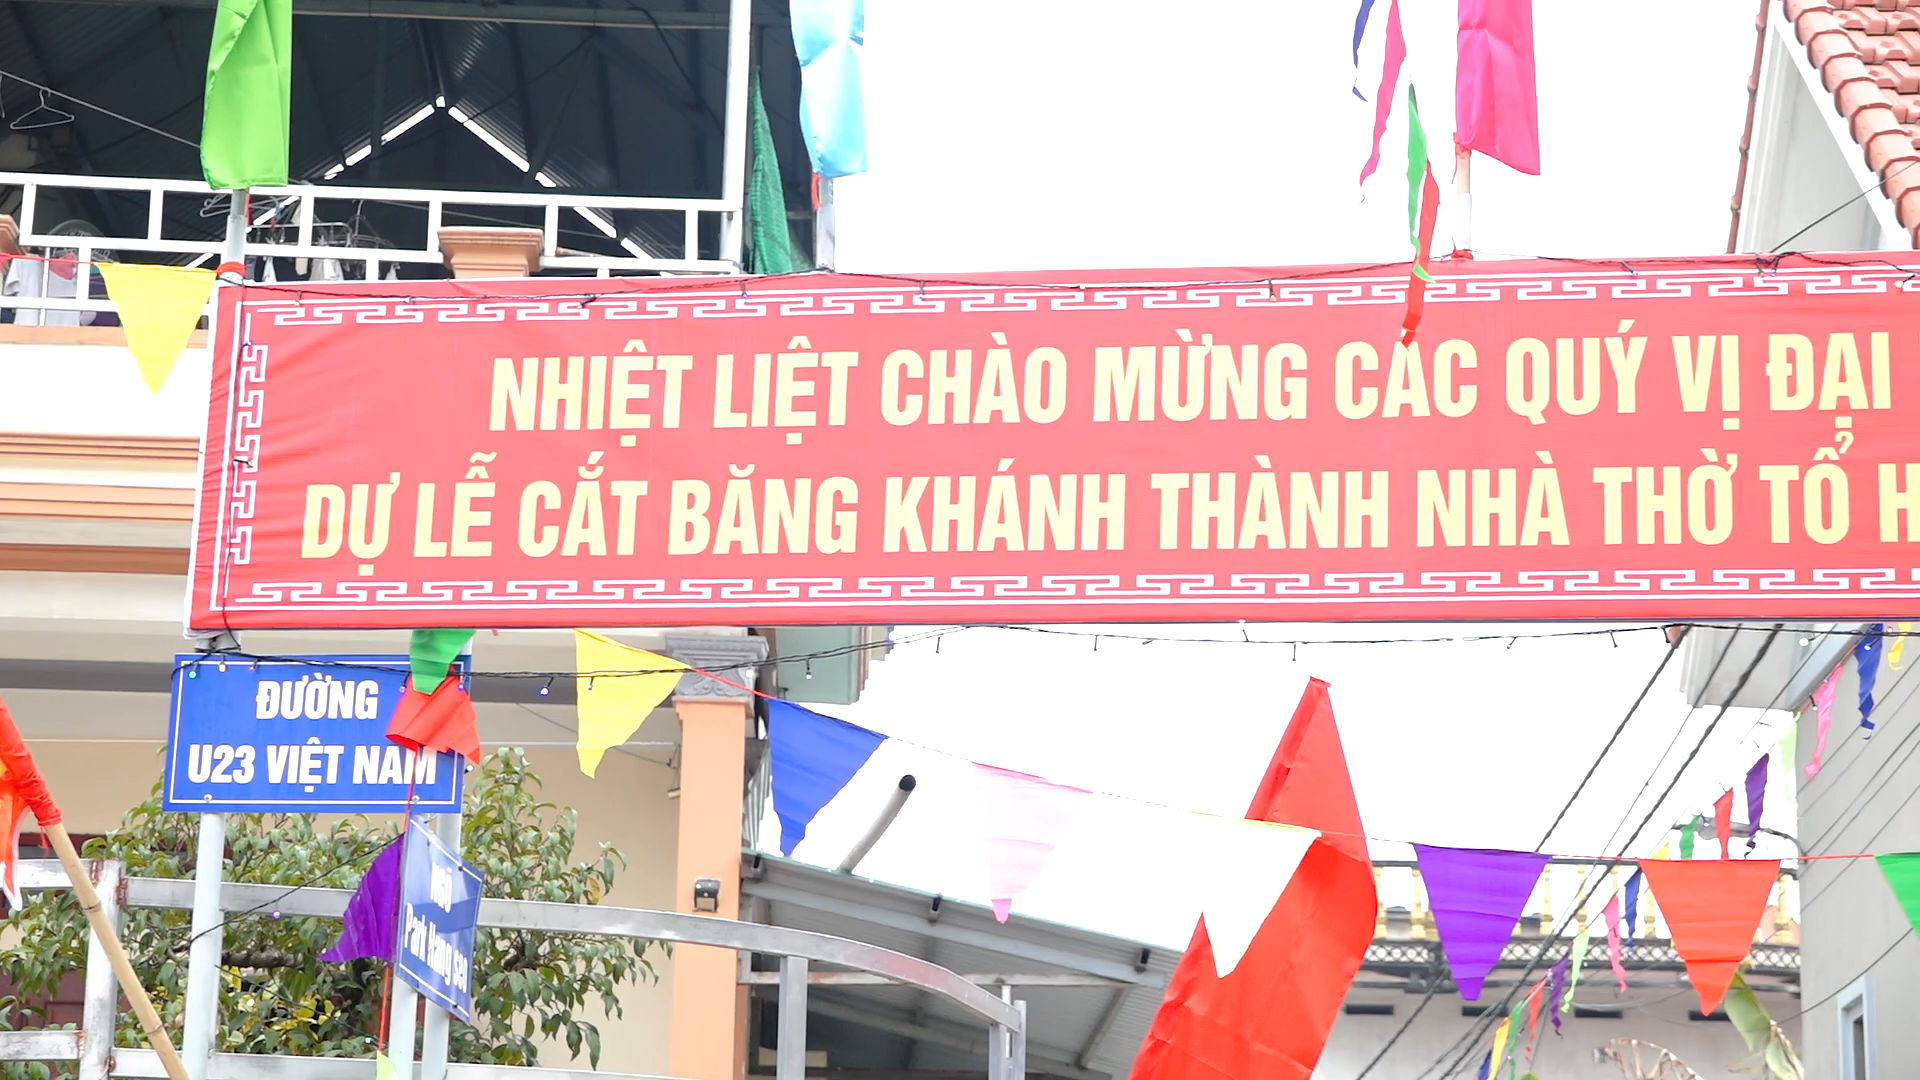 NHIỆT LIỆT CHÀO MỪNG CÁC QUÝ VỊ ĐẠI
DỰ LỄ CẮT BĂNG KHÁNH THÀNH NHÀ THỜ TỔ H
ĐƯỜNG
U23 VIỆT NAM
NGÕ
Park Hang seo